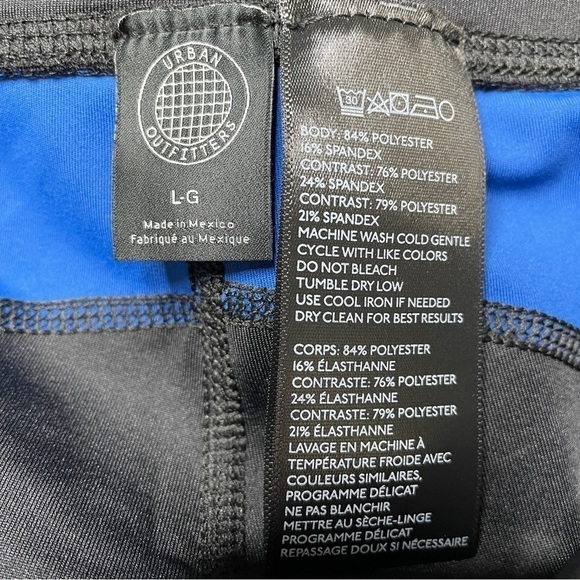 URBAN
OUTFITTERS
L-G
Made in Mexico
Fabriqué au Mexique
30
BODY: 84% POLYESTER
16% SPANDEX
CONTRAST: 76% POLYESTER
24% SPANDEX
CONTRAST: 79% POLYESTER
21% SPANDEX
MACHINE WASH COLD GENTLE
CYCLE WITH LIKE COLORS
DO NOT BLEACH
TUMBLE DRY LOW
USE COOL IRON IF NEEDED
DRY CLEAN FOR BEST RESULTS
CORPS: 84% POLYESTER
16% ÉLASTHANNE
CONTRASTE: 76% POLYESTER
24% ÉLASTHANNE
CONTRASTE: 79% POLYESTER
21% ÉLASTHANNE
LAVAGE EN MACHINE À
TEMPÉRATURE FROIDE AVEC
COULEURS SIMILAIRES,
PROGRAMME DÉLICAT
NE PAS BLANCHIR
METTRE AU SÈCHE-LINGE
PROGRAMME DÉLICAT
REPASSAGE DOUX SI NÉCESSAIRE